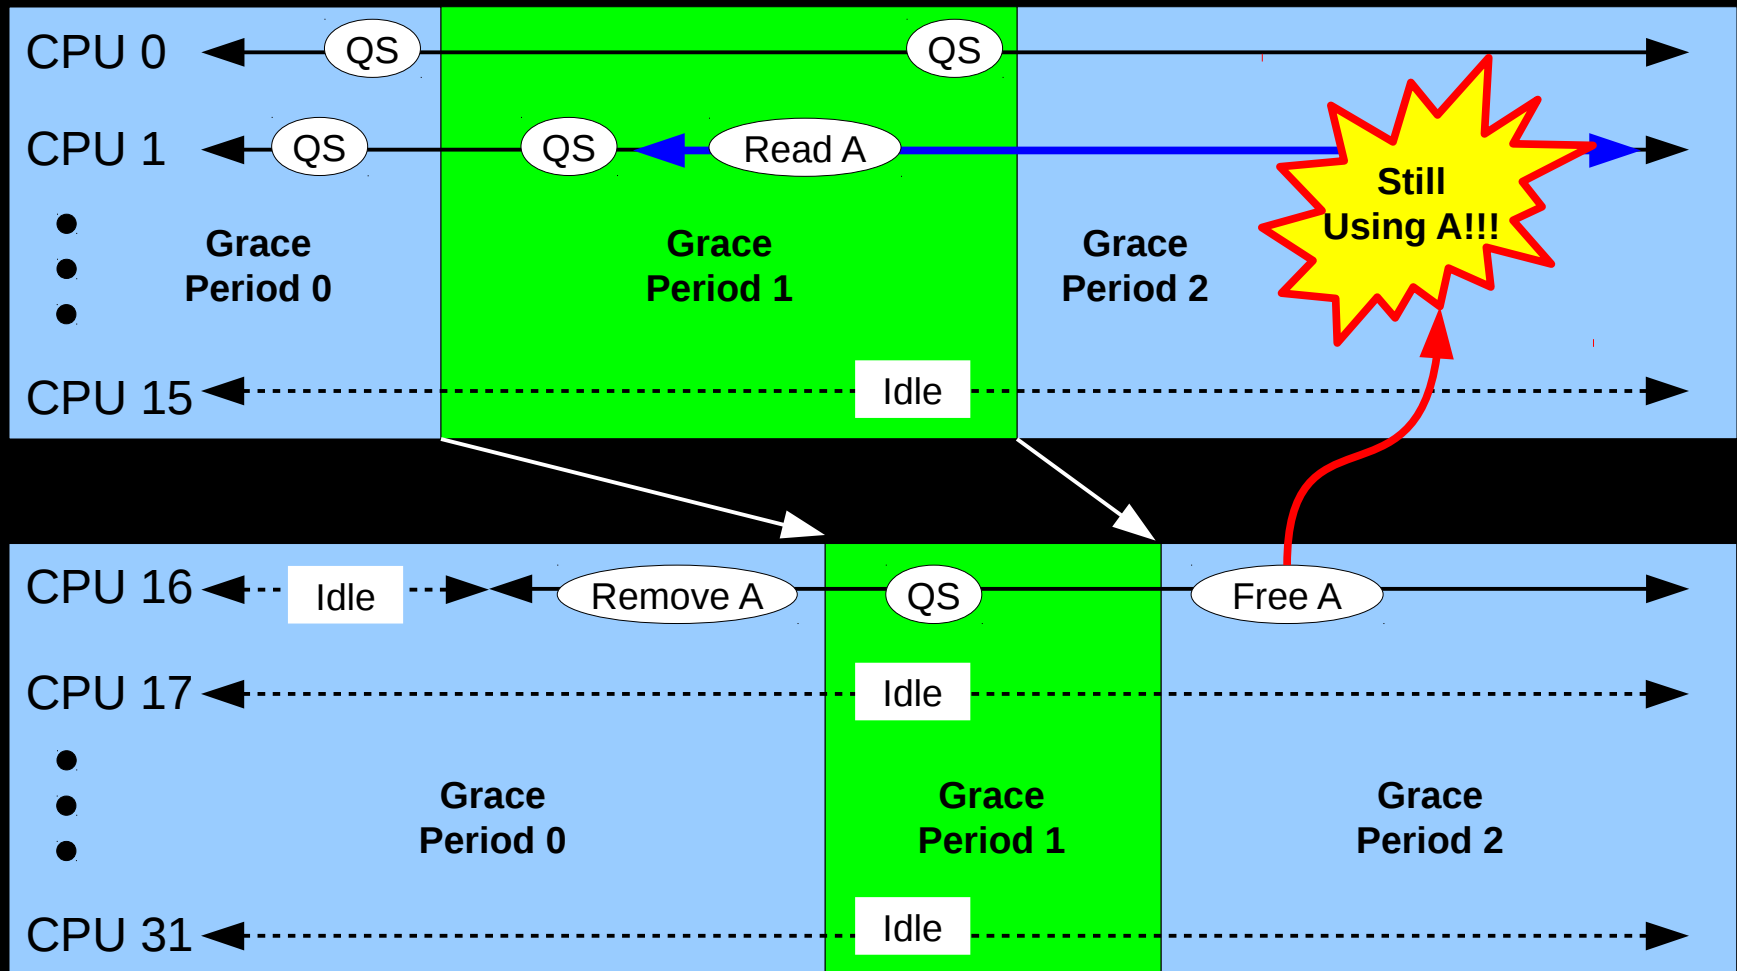 CPU 0
QS
QS
CPU 1
QS
QS
Read A
Still
Using A!!!
Grace
Period 0
Grace
Period 1
Grace
Period 2
CPU 15
Idle
CPU 16
Idle
Remove A
QS
Free A
CPU 17
Idle
Grace
Period 0
Grace
Period 1
Grace
Period 2
CPU 31
Idle